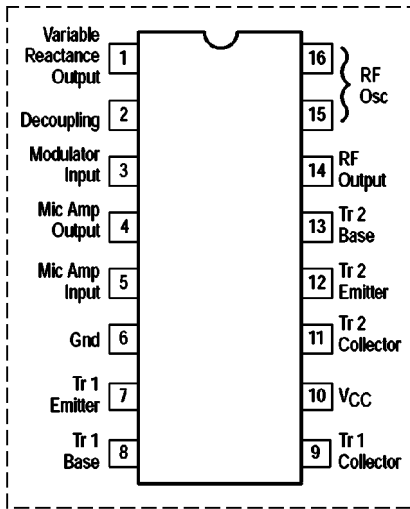 Variable
Reactance
Output
1
Decoupling
2
Modulator
Input
3
Mic Amp
Output
4
Mic Amp
Input
5
Gnd
6
Tr 1
Emitter
7
Tr 1
Base
8
16
15
RF
Osc
14
RF
Output
13
Tr 2
Base
12
Tr 2
Emitter
11
Tr 2
Collector
10
VCC
9
Tr 1
Collector